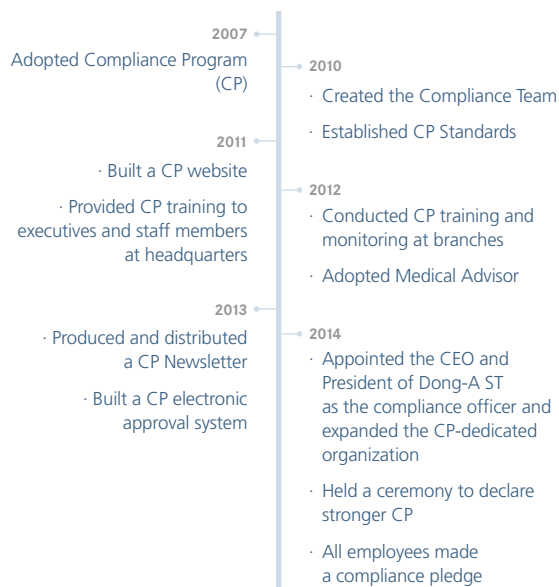 2007
Adopted Compliance Program
(CP)
2010
· Created the Compliance Team
· Established CP Standards
2011
· Built a CP website
· Provided CP training to
executives and staff members
at headquarters
2012
· Conducted CP training and
monitoring at branches
· Adopted Medical Advisor
2013
· Produced and distributed
a CP Newsletter
· Built a CP electronic
approval system
2014
· Appointed the CEO and
President of Dong-A ST
as the compliance officer and
expanded the CP-dedicated
organization
· Held a ceremony to declare
stronger CP
· All employees made
a compliance pledge